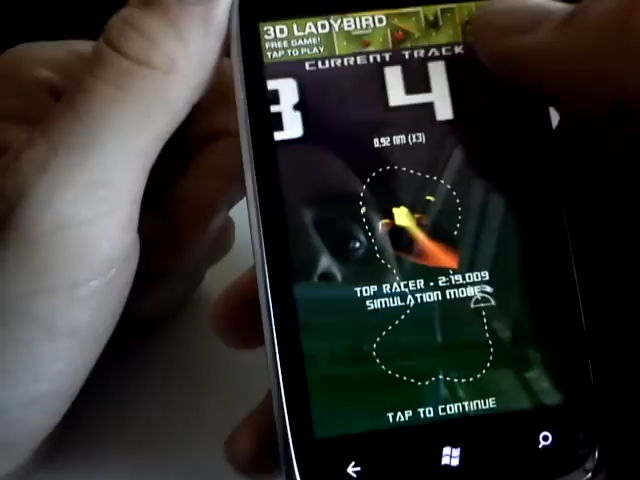 3D LADYBIRD
FREE GAME!
TAP TO PLAY
CURRENT TRACK
3 4
0,92 NM (X3)
TOP RACER - 2:19,009
SIMULATION MODE
TAP TO CONTINUE